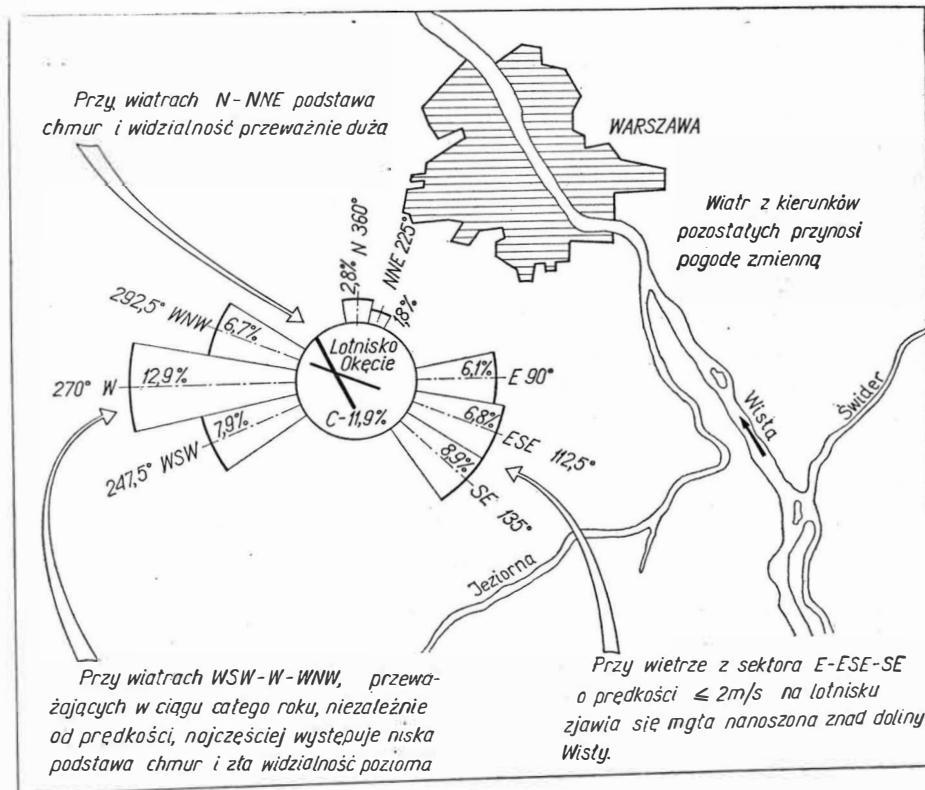 Przy wiatrach N-NNE podstawa
chmur i widzialność przeważnie duża
WARSZAWA
Wiatr z kierunków
pozostałych przynosi
pogodę zmienną
2,8% N 360°
NNE 225°
1,8%
292,5° WNW
6,7%
Lotnisko
Okęcie
C-11,9%
270° W
12,9%
247,5° WSW
7,9%
6,1%
E 90°
6,8%
ESE 112,5°
8,9%
SE 135°
Wisła
Świder
Jeziorna
Przy wiatrach WSW-W-WNW, przewa-
żających w ciągu całego roku, niezależnie
od prędkości, najczęściej występuje niska
podstawa chmur i zła widzialność pozioma
Przy wietrze z sektora E-ESE-SE
o prędkości ≤ 2m/s na lotnisku
zjawia się mgła nanoszona znad doliny
Wisły.